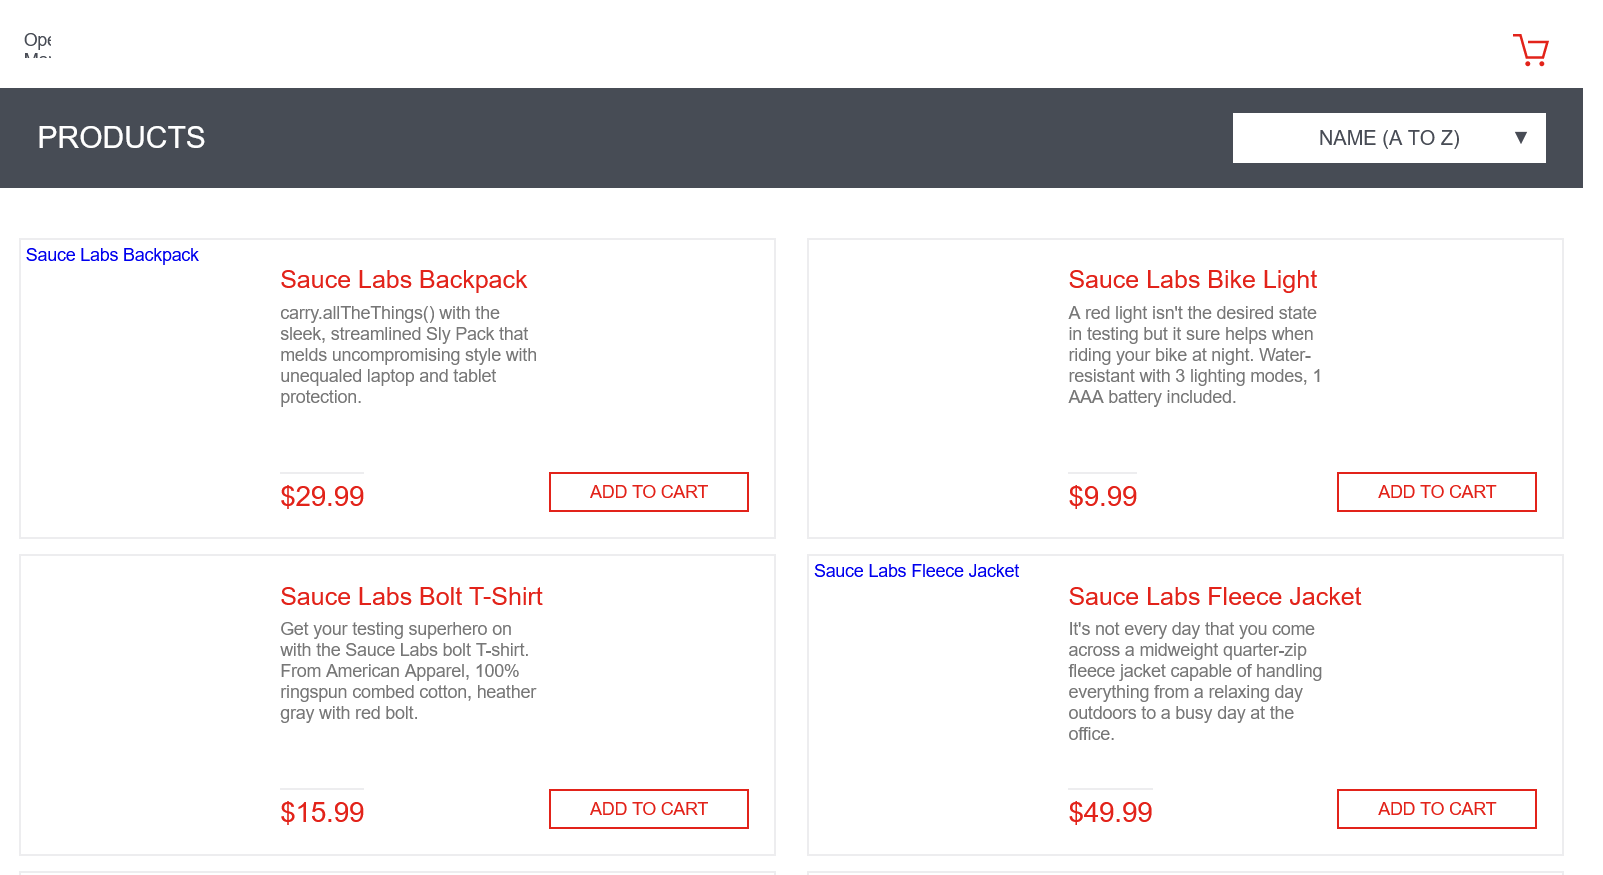 Ope
PRODUCTS
NAME (A TO Z) ▼
Sauce Labs Backpack
Sauce Labs Backpack
carry.allTheThings() with the
sleek, streamlined Sly Pack that
melds uncompromising style with
unequaled laptop and tablet
protection.
$29.99
ADD TO CART
Sauce Labs Bike Light
A red light isn't the desired state
in testing but it sure helps when
riding your bike at night. Water-
resistant with 3 lighting modes, 1
AAA battery included.
$9.99
ADD TO CART
Sauce Labs Bolt T-Shirt
Get your testing superhero on
with the Sauce Labs bolt T-shirt.
From American Apparel, 100%
ringspun combed cotton, heather
gray with red bolt.
$15.99
ADD TO CART
Sauce Labs Fleece Jacket
Sauce Labs Fleece Jacket
It's not every day that you come
across a midweight quarter-zip
fleece jacket capable of handling
everything from a relaxing day
outdoors to a busy day at the
office.
$49.99
ADD TO CART